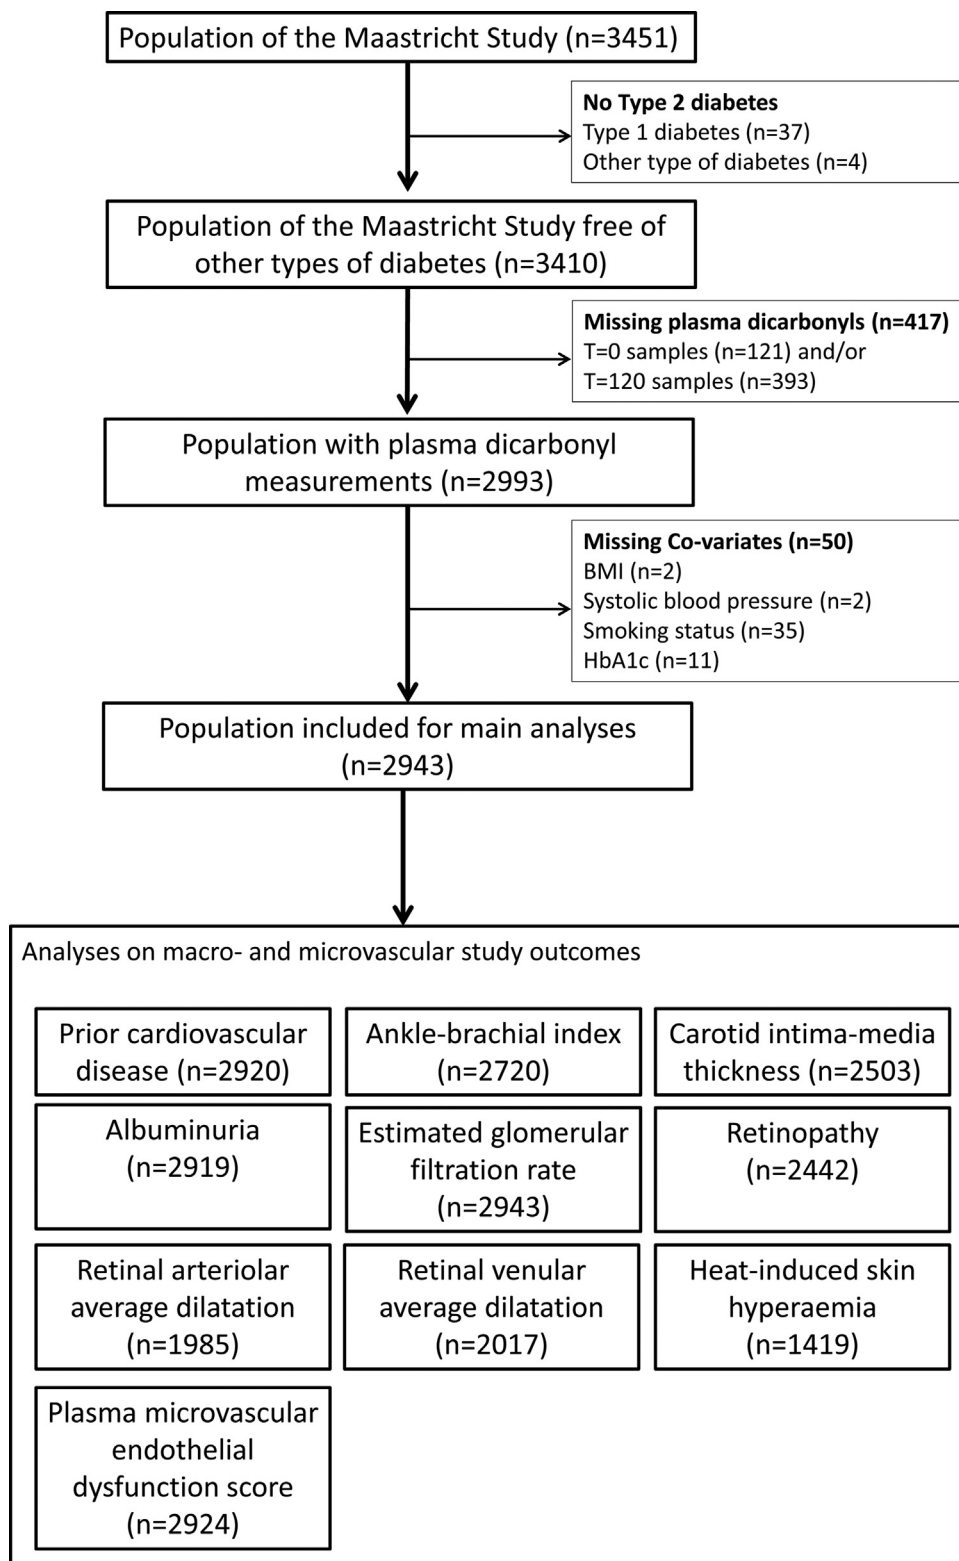 Population of the Maastricht Study (n=3451)
No Type 2 diabetes
Type 1 diabetes (n=37)
Other type of diabetes (n=4)
Population of the Maastricht Study free of
other types of diabetes (n=3410)
Missing plasma dicarbonyls (n=417)
T=0 samples (n=121) and/or
T=120 samples (n=393)
Population with plasma dicarbonyl
measurements (n=2993)
Missing Co-variates (n=50)
BMI (n=2)
Systolic blood pressure (n=2)
Smoking status (n=35)
HbA1c (n=11)
Population included for main analyses
(n=2943)
Analyses on macro- and microvascular study outcomes
Prior cardiovascular
disease (n=2920)
Ankle-brachial index
(n=2720)
Carotid intima-media
thickness (n=2503)
Albuminuria
(n=2919)
Estimated glomerular
filtration rate
(n=2943)
Retinopathy
(n=2442)
Retinal arteriolar
average dilatation
(n=1985)
Retinal venular
average dilatation
(n=2017)
Heat-induced skin
hyperaemia
(n=1419)
Plasma microvascular
endothelial
dysfunction score
(n=2924)